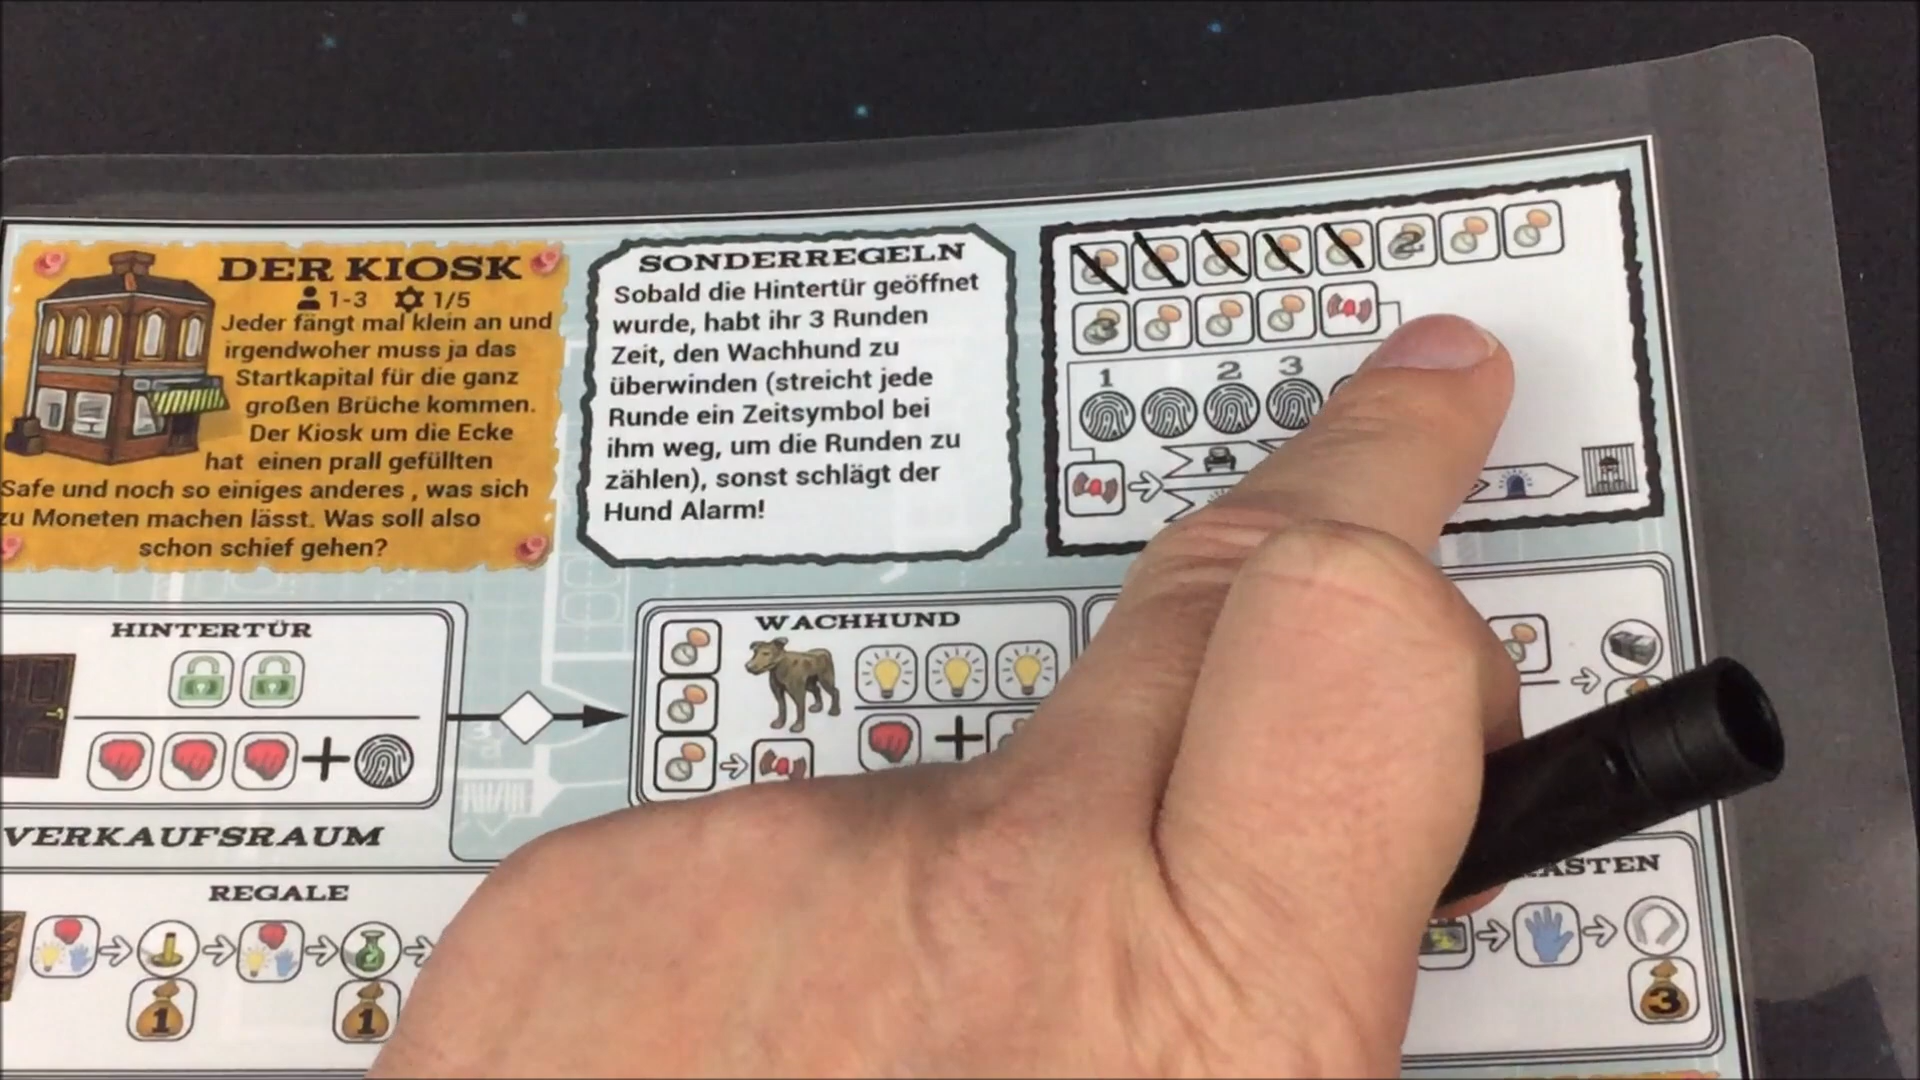 DER KIOSK
1-3 1/5
Jeder fängt mal klein an und
irgendwoher muss ja das
Startkapital für die ganz
großen Brüche kommen.
Der Kiosk um die Ecke
hat einen prall gefüllten
Safe und noch so einiges anderes , was sich
zu Moneten machen lässt. Was soll also
schon schief gehen?
SONDERREGELN
Sobald die Hintertür geöffnet
wurde, habt ihr 3 Runden
Zeit, den Wachhund zu
überwinden (streicht jede
Runde ein Zeitsymbol bei
ihm weg, um die Runden zu
zählen), sonst schlägt der
Hund Alarm!
2
3
1 2 3
HINTERTÜR
+
WACHHUND
+
VERKAUFSRAUM
REGALE
1 1
3